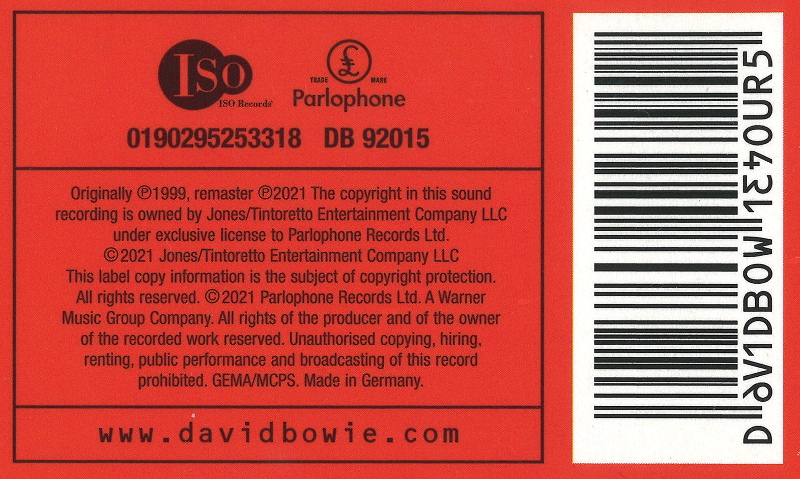 ISO
ISO Records
£
TRADE MARK
Parlophone
0190295253318 DB 92015
Originally ℗1999, remaster ℗2021 The copyright in this sound
recording is owned by Jones/Tintoretto Entertainment Company LLC
under exclusive license to Parlophone Records Ltd.
©2021 Jones/Tintoretto Entertainment Company LLC
This label copy information is the subject of copyright protection.
All rights reserved. ©2021 Parlophone Records Ltd. A Warner
Music Group Company. All rights of the producer and of the owner
of the recorded work reserved. Unauthorised copying, hiring,
renting, public performance and broadcasting of this record
prohibited. GEMA/MCPS. Made in Germany.
www.davidbowie.com
D 9V1DB0W 1E40UR5